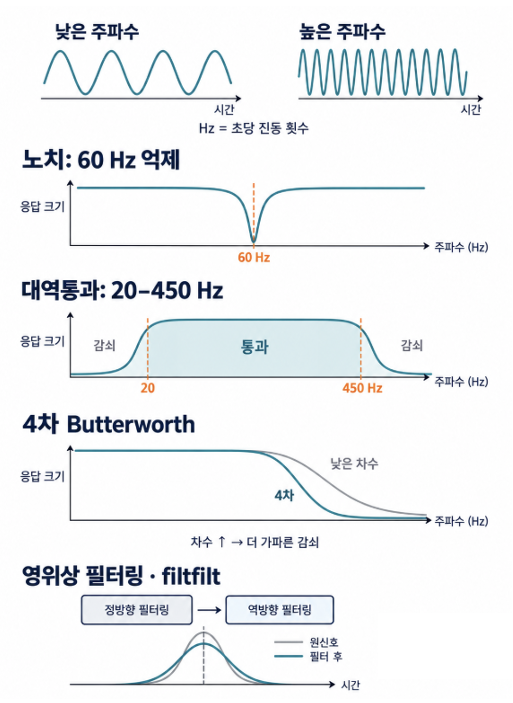 낮은 주파수
높은 주파수
시간
시간
Hz = 초당 진동 횟수
노치: 60 Hz 억제
응답 크기
주파수 (Hz)
60 Hz
대역통과: 20–450 Hz
응답 크기
감쇠
통과
감쇠
20
450 Hz
주파수 (Hz)
4차 Butterworth
응답 크기
낮은 차수
4차
주파수 (Hz)
차수 ↑ → 더 가파른 감쇠
영위상 필터링 · filtfilt
정방향 필터링
역방향 필터링
원신호
필터 후
시간